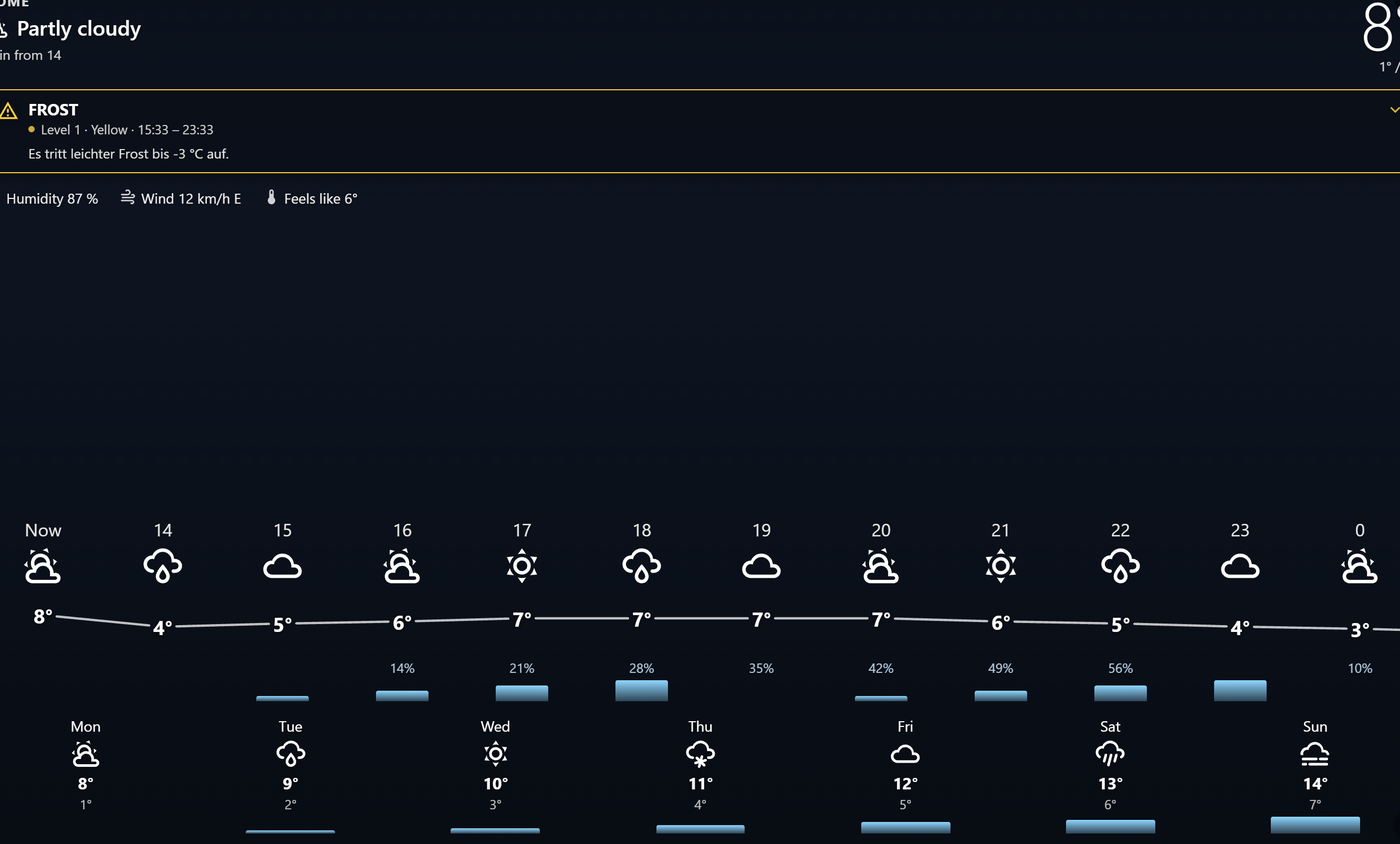 OME
Partly cloudy
in from 14
8°
1° /
FROST
Level 1 · Yellow · 15:33 – 23:33
Es tritt leichter Frost bis -3 °C auf.
Humidity 87 % Wind 12 km/h E Feels like 6°
Now 14 15 16 17 18 19 20 21 22 23 0
8° 4° 5° 6° 7° 7° 7° 7° 6° 5° 4° 3°
14% 21% 28% 35% 42% 49% 56% 10%
Mon Tue Wed Thu Fri Sat Sun
8° 9° 10° 11° 12° 13° 14°
1° 2° 3° 4° 5° 6° 7°